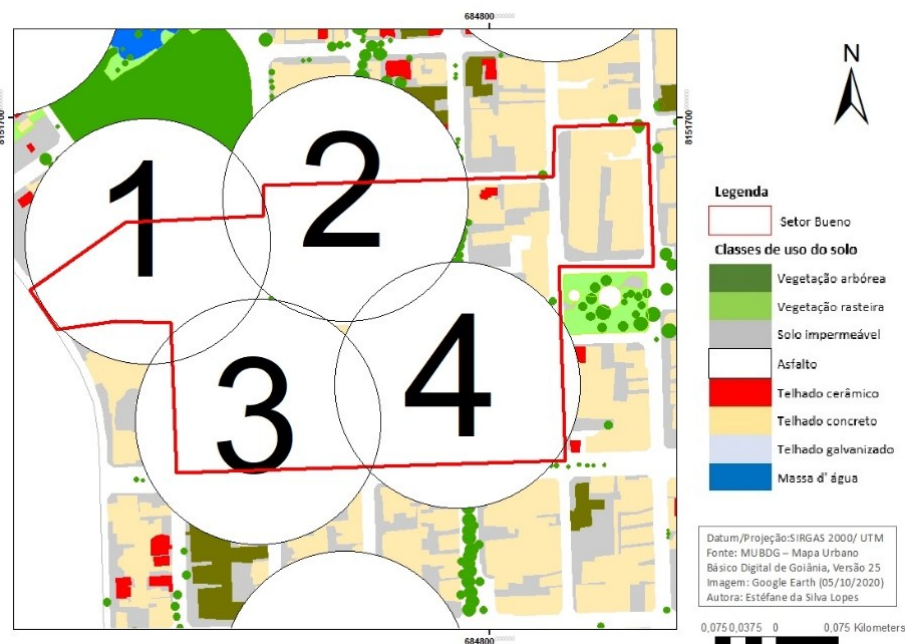 684800
8151700
8151700
N
1
2
3
4
Legenda
Setor Bueno
Classes de uso do solo
Vegetação arbórea
Vegetação rasteira
Solo impermeável
Asfalto
Telhado cerâmico
Telhado concreto
Telhado galvanizado
Massa d' água
Datum/Projeção:SIRGAS 2000/ UTM
Fonte: MUBDG – Mapa Urbano
Básico Digital de Goiânia, Versão 25
Imagem: Google Earth (05/10/2020)
Autora: Estéfane da Silva Lopes
0,075 0,0375 0 0,075 Kilometers
684800